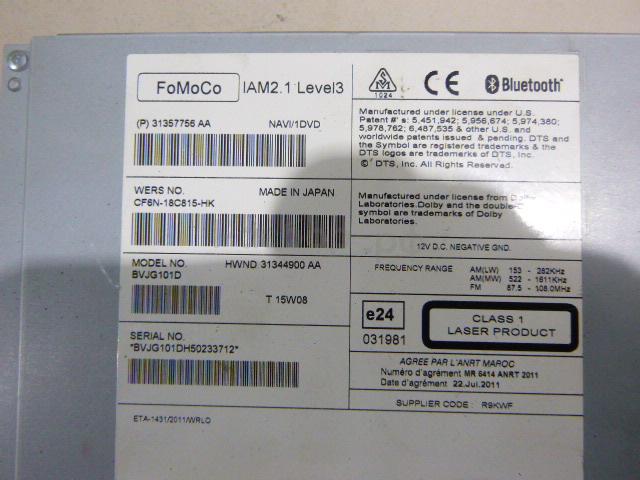 FoMoCo IAM2.1 Level3
(P) 31357756 AA NAVI/1DVD
WERS NO. MADE IN JAPAN
CF6N-18C815-HK
MODEL NO. HWND 31344900 AA
BVJG101D
T 15W08
SERIAL NO.
*BVJG101DH50233712*
ETA-1431/2011/WRLO
SM
1024
CE
Bluetooth
Manufactured under license under U.S.
Patent #'s: 5,451,942; 5,956,674; 5,974,380;
5,978,762; 6,487,535 & other U.S. and
worldwide patents issued & pending. DTS and
the Symbol are registered trademarks & the
DTS logos are trademarks of DTS, Inc.
© DTS, Inc. All Rights Reserved.
Manufactured under license from Dolby
Laboratories. Dolby and the double-D
symbol are trademarks of Dolby
Laboratories.
12V D.C. NEGATIVE GND.
FREQUENCY RANGE AM(LW) 153 - 282KHz
AM(MW) 522 - 1611KHz
FM 87.5 - 108.0MHz
e24
031981
CLASS 1
LASER PRODUCT
AGREE PAR L'ANRT MAROC
Numéro d'agrément MR 6414 ANRT 2011
Date d'agrément 22.Jul.2011
SUPPLIER CODE : R9KWF